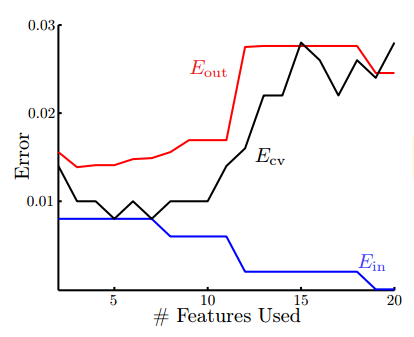 0.03
E_out
0.02
Error
E_cv
0.01
E_in
5 10 15 20
# Features Used